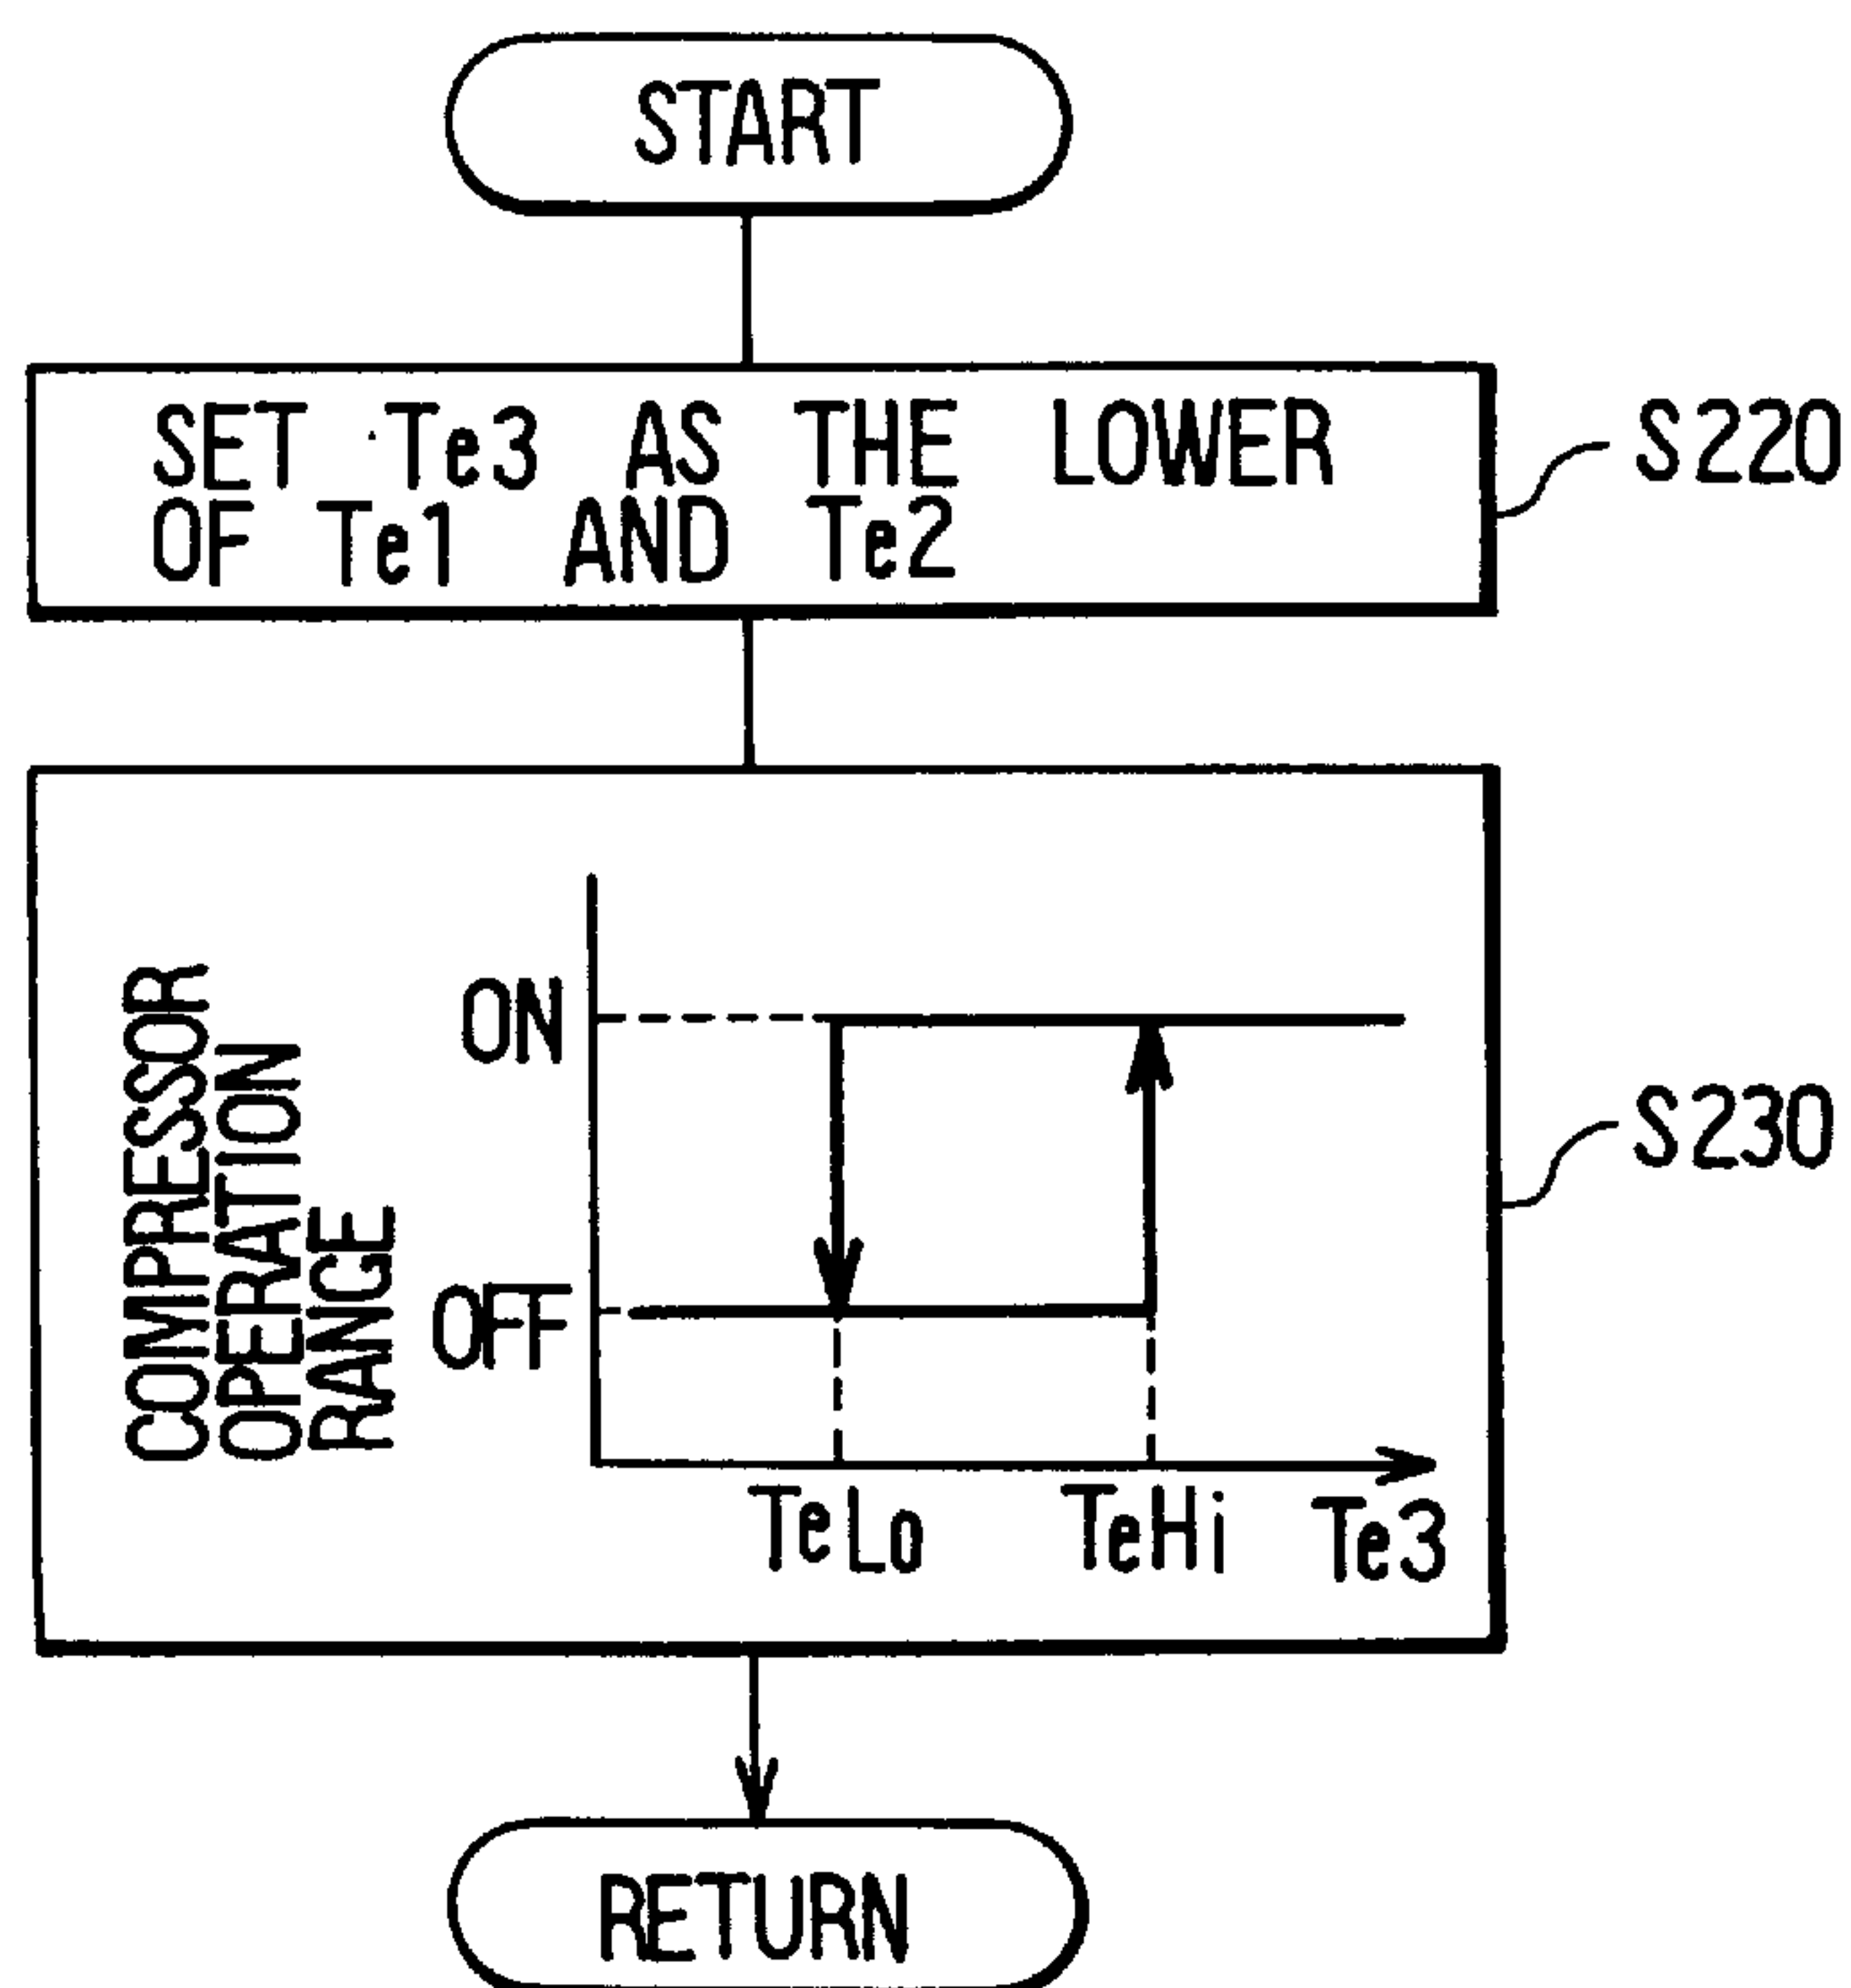 START
SET Te3 AS THE LOWER
OF Te1 AND Te2
S220
COMPRESSOR
OPERATION
RANGE
ON
OFF
TeLo
TeHi
Te3
S230
RETURN